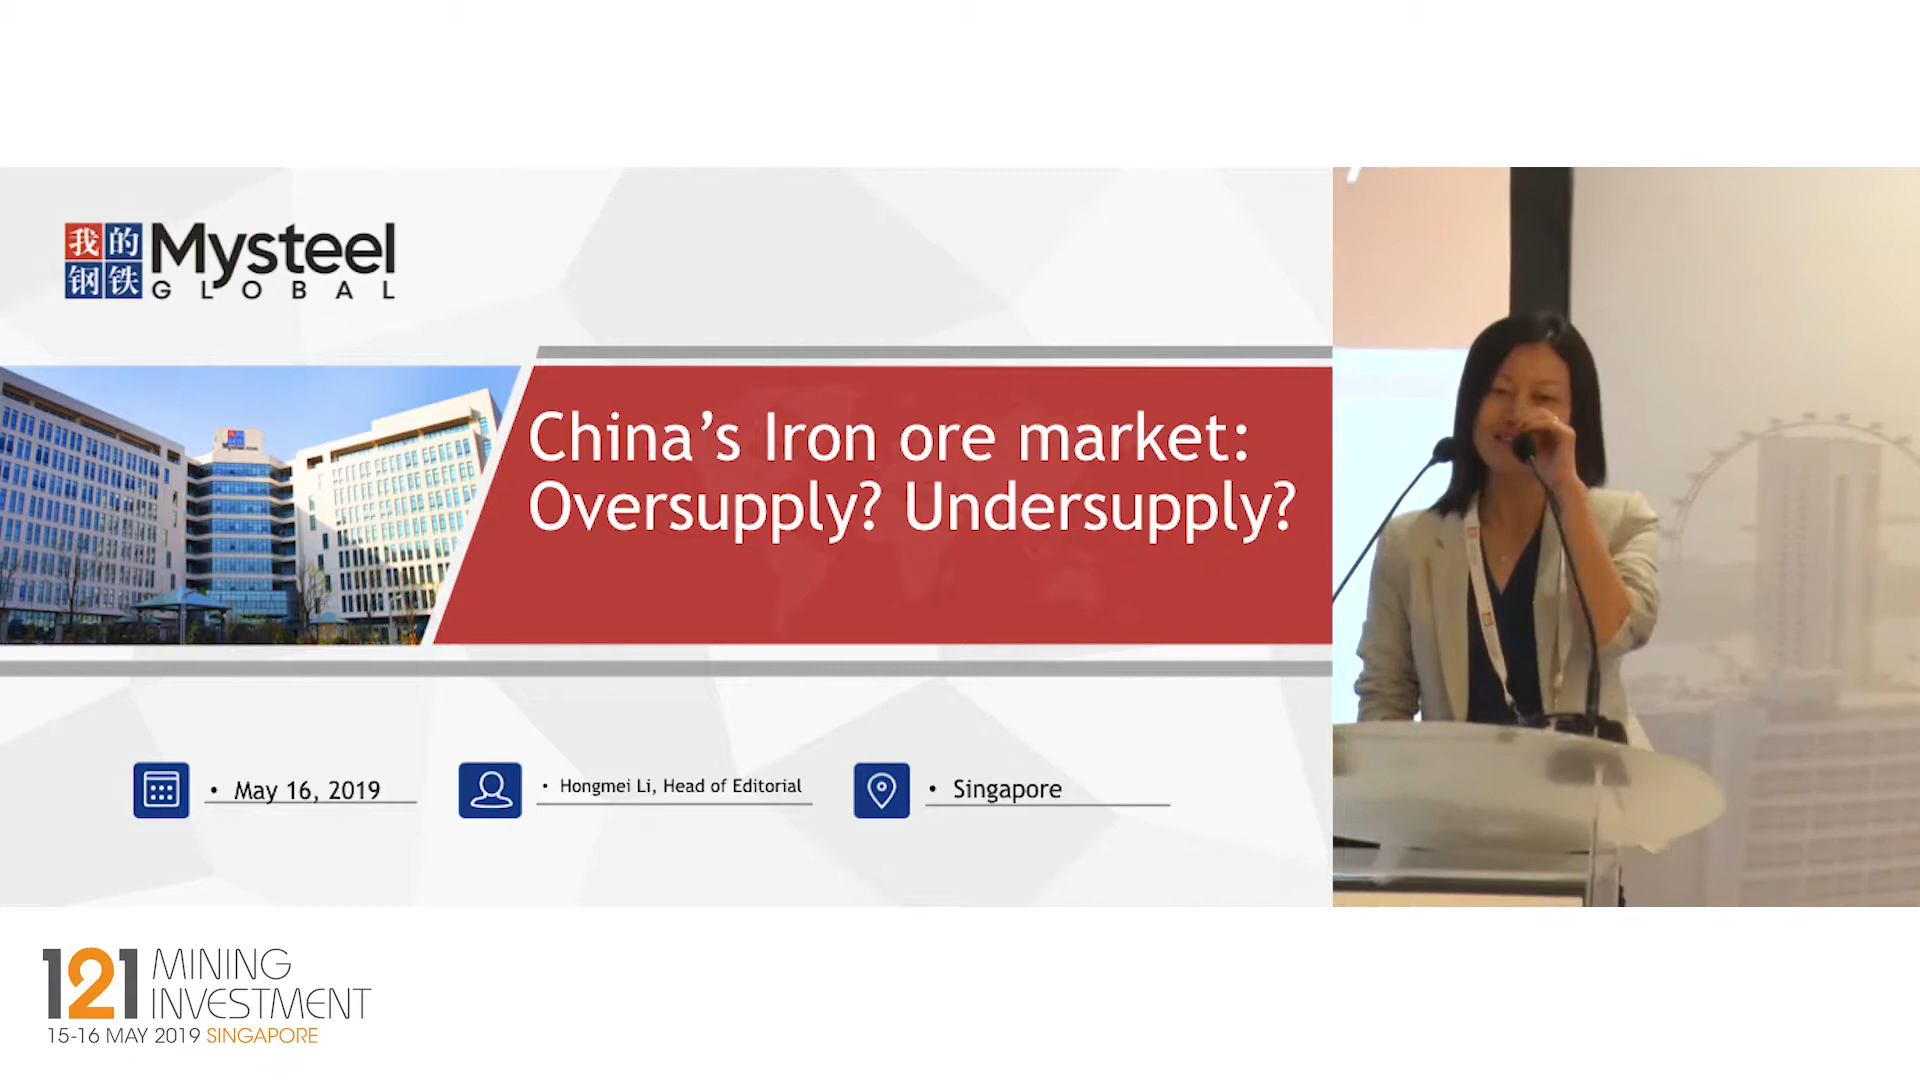 我的
钢铁
Mysteel
GLOBAL
China’s Iron ore market:
Oversupply? Undersupply?
• May 16, 2019
• Hongmei Li, Head of Editorial
• Singapore
121 MINING
INVESTMENT
15-16 MAY 2019 SINGAPORE